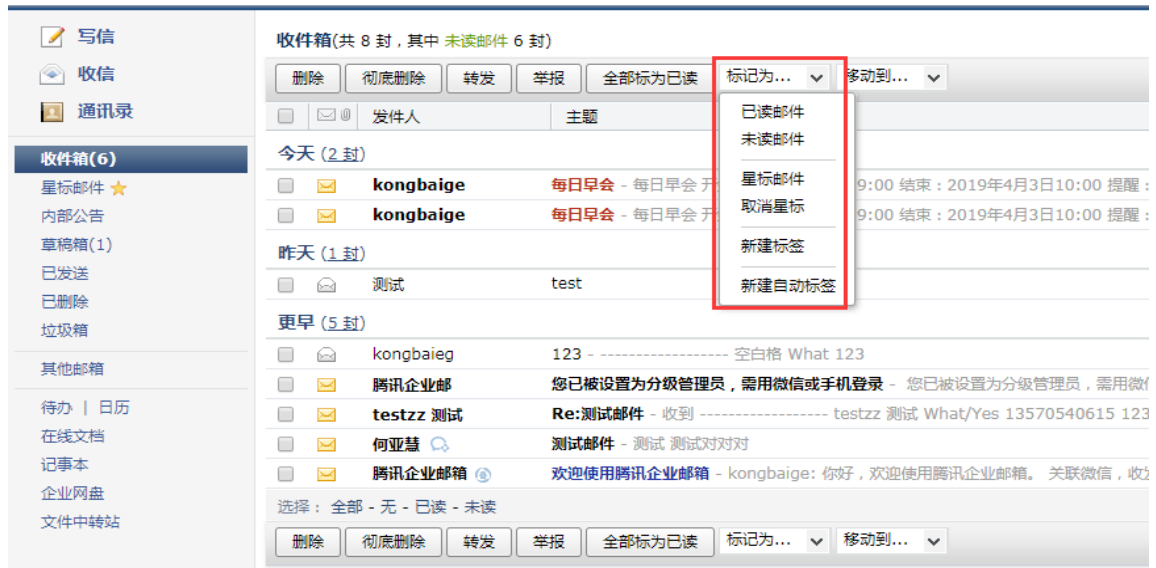 写信
收信
通讯录
收件箱(6)
星标邮件
内部公告
草稿箱(1)
已发送
已删除
垃圾箱
其他邮箱
待办 | 日历
在线文档
记事本
企业网盘
文件中转站
收件箱(共 8 封，其中 未读邮件 6 封)
删除 彻底删除 转发 举报 全部标为已读 标记为... 移动到...
发件人 主题
已读邮件
未读邮件
星标邮件
取消星标
新建标签
新建自动标签
今天 (2 封)
kongbaige 每日早会 - 每日早会 9:00 结束：2019年4月3日10:00 提醒：
kongbaige 每日早会 - 每日早会 9:00 结束：2019年4月3日10:00 提醒：
昨天 (1 封)
测试 test
更早 (5 封)
kongbaieg 123 - ------------------ 空白格 What 123
腾讯企业邮 您已被设置为分级管理员，需用微信或手机登录 - 您已被设置为分级管理员，需用微
testzz 测试 Re:测试邮件 - 收到 ------------------ testzz 测试 What/Yes 13570540615 123
何亚慧 测试邮件 - 测试 测试对对对
腾讯企业邮箱 欢迎使用腾讯企业邮箱 - kongbaige: 你好，欢迎使用腾讯企业邮箱。 关联微信，收
选择： 全部 - 无 - 已读 - 未读
删除 彻底删除 转发 举报 全部标为已读 标记为... 移动到...